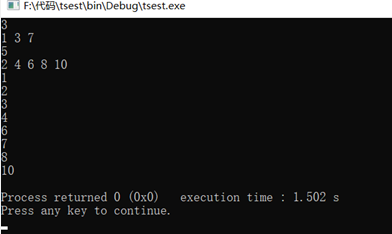 F:\代码\tsest\bin\Debug\tsest.exe
3
1 3 7
5
2 4 6 8 10
1
2
3
4
6
7
8
10
Process returned 0 (0x0)   execution time : 1.502 s
Press any key to continue.